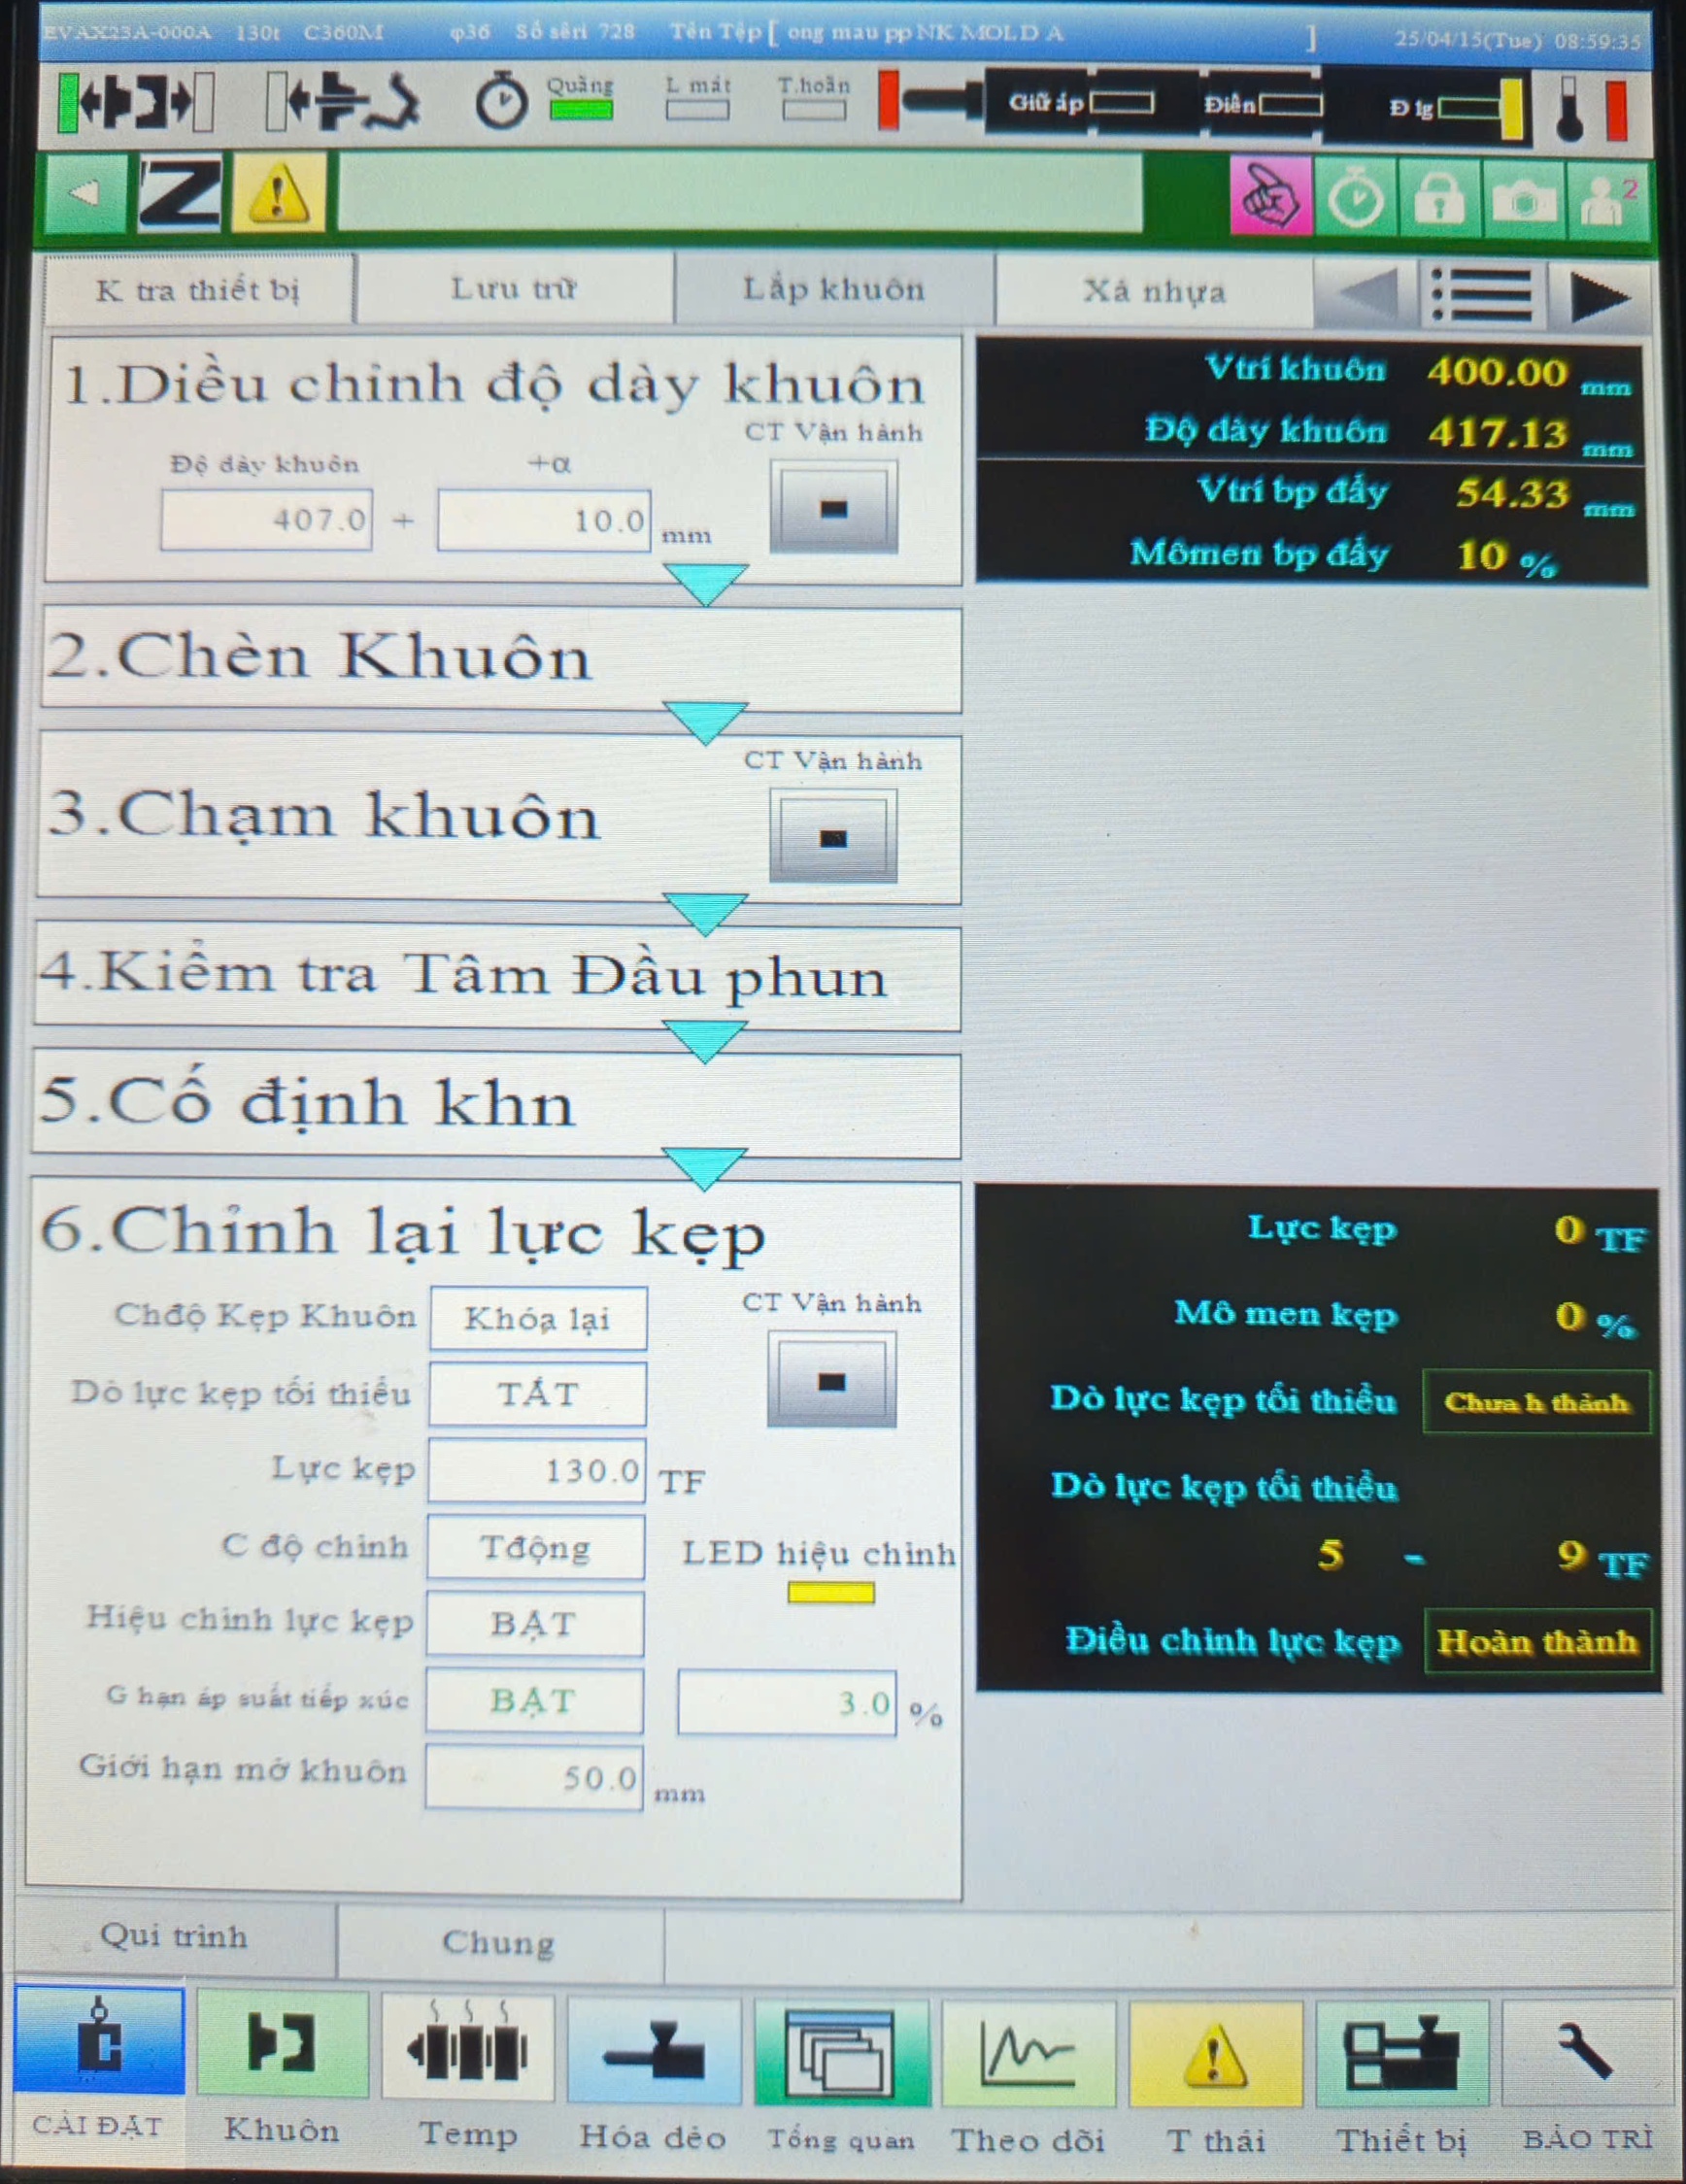 EVAX23A-000A 130t C360M φ36 Số sêri 728 Tên Tệp [ ong mau pp NK MOLD A ] 25/04/15(Tue) 08:59:35
Quãng L mát T.hoãn Giữ áp Điền
2
K tra thiết bị Lưu trữ Lắp khuôn Xả nhựa
1.Diều chỉnh độ dày khuôn
CT Vận hành
Độ dày khuôn +α
407.0 + 10.0 mm
Vtrí khuôn 400.00 mm
Độ dày khuôn 417.13 mm
Vtrí bp đẩy 54.33 mm
Mômen bp đẩy 10 %
2.Chèn Khuôn
3.Chạm khuôn
CT Vận hành
4.Kiểm tra Tâm Đầu phun
5.Cố định khn
6.Chỉnh lại lực kẹp
CT Vận hành
Chđộ Kẹp Khuôn Khóa lại
Dò lực kẹp tối thiểu TẮT
Lực kẹp 130.0 TF
C độ chỉnh Tđộng LED hiệu chỉnh
Hiệu chỉnh lực kẹp BẬT
G hạn áp suất tiếp xúc BẬT 3.0 %
Giới hạn mở khuôn 50.0 mm
Lực kẹp 0 TF
Mô men kẹp 0 %
Dò lực kẹp tối thiểu Chưa h thành
Dò lực kẹp tối thiểu
5 - 9 TF
Điều chỉnh lực kẹp Hoàn thành
Qui trình Chung
CÀI ĐẶT Khuôn Temp Hóa dẻo Tổng quan Theo dõi T thái Thiết bị BẢO TRÌ